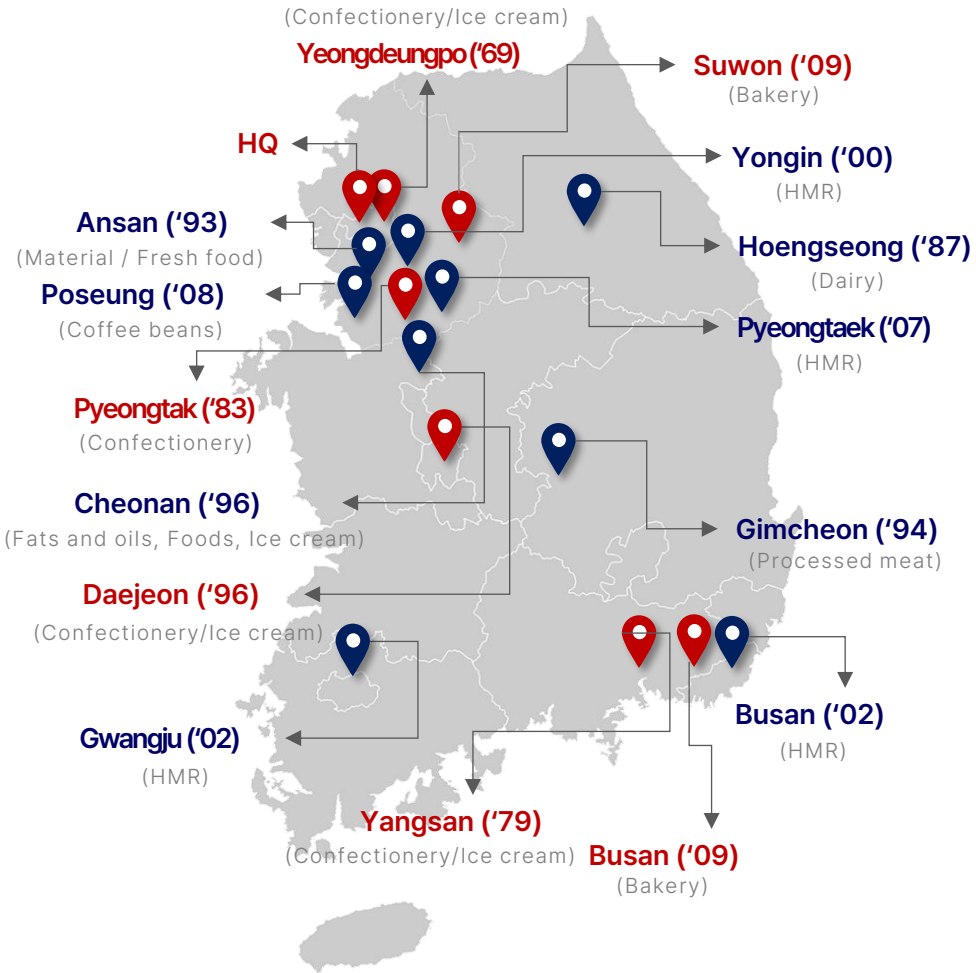 (Confectionery/Ice cream)
Yeongdeungpo (‘69)
Suwon (‘09)
(Bakery)
HQ
Yongin (‘00)
(HMR)
Ansan (‘93)
(Material / Fresh food)
Hoengseong (‘87)
(Dairy)
Poseung (‘08)
(Coffee beans)
Pyeongtaek (‘07)
(HMR)
Pyeongtak (‘83)
(Confectionery)
Cheonan (‘96)
(Fats and oils, Foods, Ice cream)
Gimcheon (‘94)
(Processed meat)
Daejeon (‘96)
(Confectionery/Ice cream)
Busan (‘02)
(HMR)
Gwangju (‘02)
(HMR)
Yangsan (‘79)
(Confectionery/Ice cream)
Busan (‘09)
(Bakery)